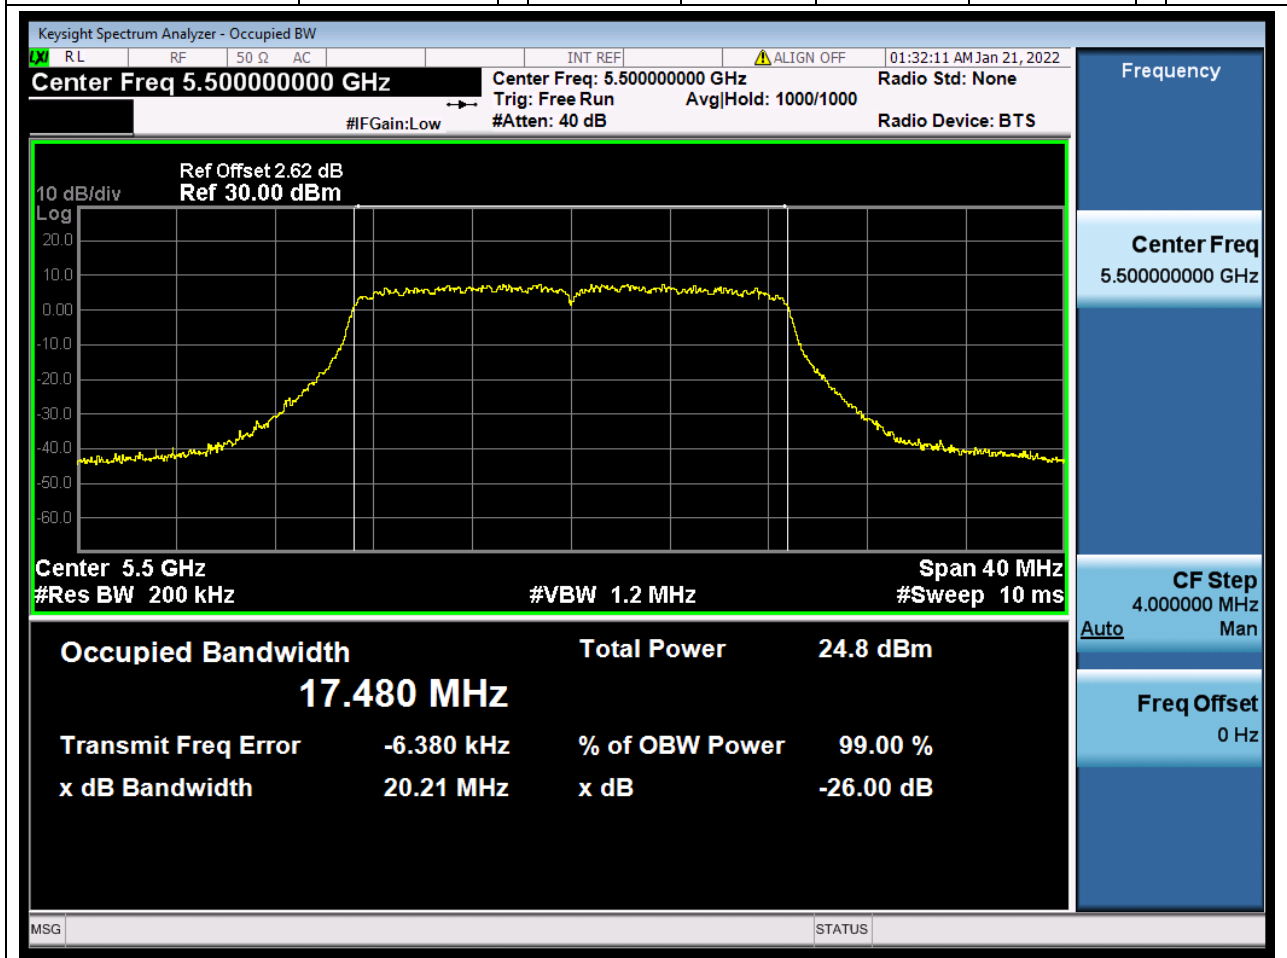 Keysight Spectrum Analyzer - Occupied BW
LXI RL RF 50 Ω AC INT REF ALIGN OFF 01:32:11 AM Jan 21, 2022
Center Freq 5.500000000 GHz
Center Freq: 5.500000000 GHz
Radio Std: None
Trig: Free Run Avg|Hold: 1000/1000
#IFGain:Low
#Atten: 40 dB
Radio Device: BTS
Frequency
Ref Offset 2.62 dB
10 dB/div Ref 30.00 dBm
Log
20.0
10.0
0.00
-10.0
-20.0
-30.0
-40.0
-50.0
-60.0
Center 5.5 GHz Span 40 MHz
#Res BW 200 kHz #VBW 1.2 MHz #Sweep 10 ms
Center Freq
5.500000000 GHz
CF Step
4.000000 MHz
Auto Man
Freq Offset
0 Hz
Occupied Bandwidth Total Power 24.8 dBm
17.480 MHz
Transmit Freq Error -6.380 kHz % of OBW Power 99.00 %
x dB Bandwidth 20.21 MHz x dB -26.00 dB
MSG STATUS